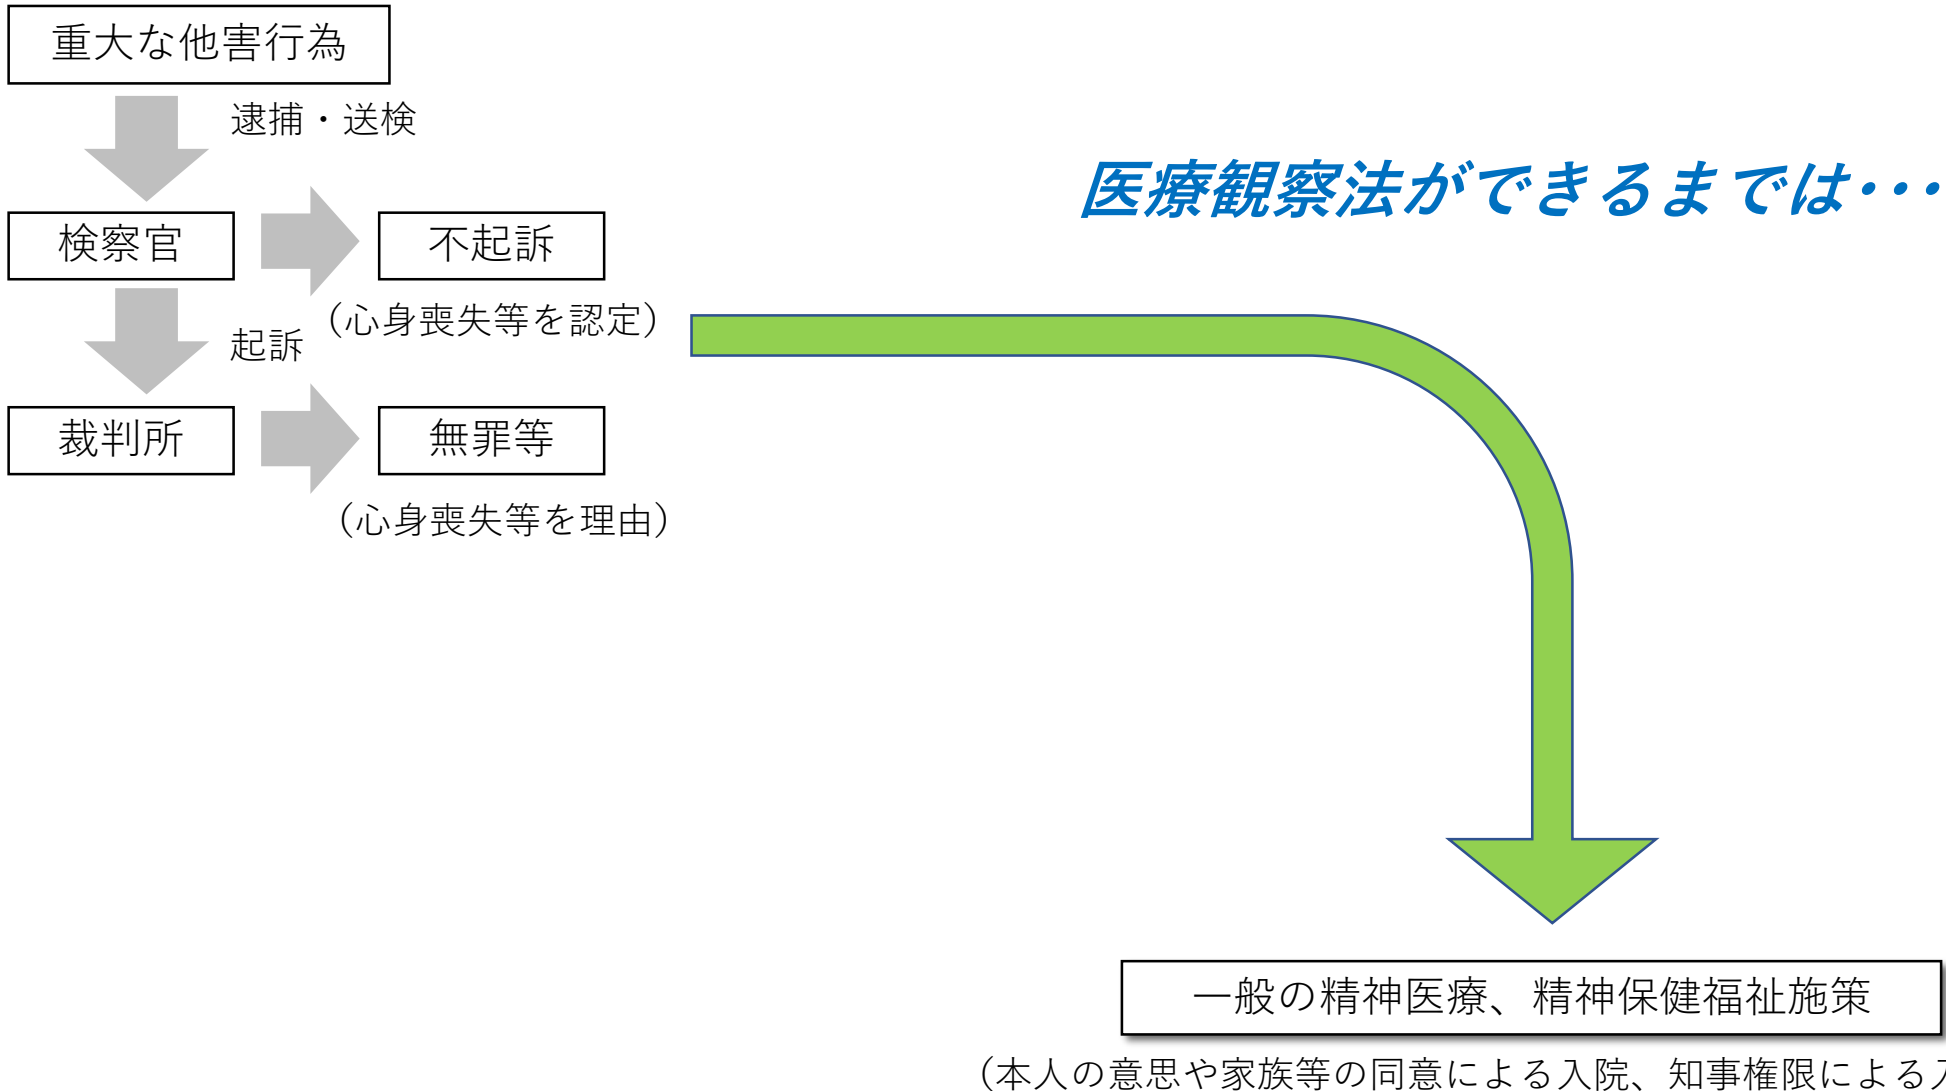 重大な他害行為
逮捕・送検
医療観察法ができるまでは・・・
検察官
不起訴
（心身喪失等を認定）
起訴
裁判所
無罪等
（心身喪失等を理由）
一般の精神医療、精神保健福祉施策
（本人の意思や家族等の同意による入院、知事権限による